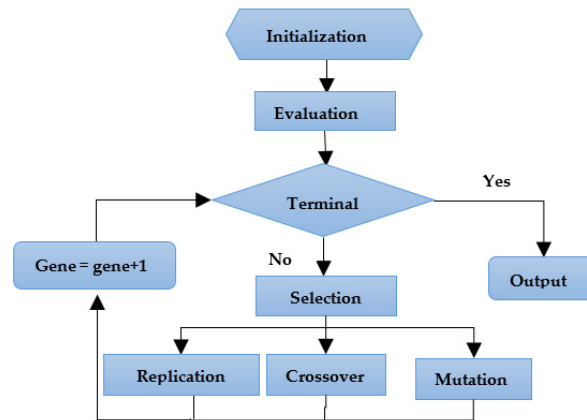 Initialization
Evaluation
Terminal
Yes
No
Gene = gene+1
Output
Selection
Replication
Crossover
Mutation